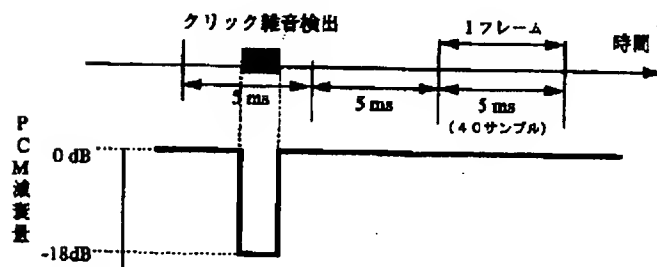 クリック雑音検出
1フレーム
時間
5 ms
5 ms
5 ms
(40サンプル)
PCM減衰量
0 dB
-18dB